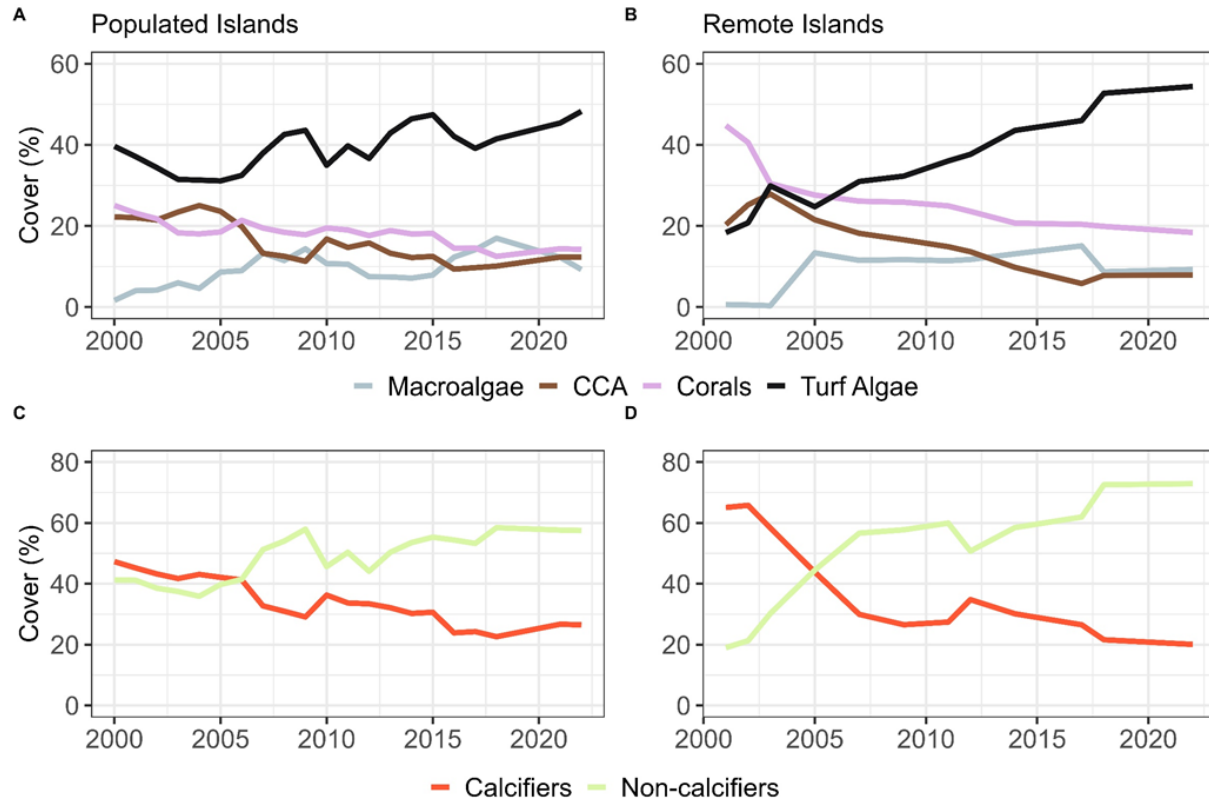 A
Populated Islands
B
Remote Islands
Cover (%)
60
40
20
0
2000 2005 2010 2015 2020
60
40
20
0
2000 2005 2010 2015 2020
Macroalgae CCA Corals Turf Algae
C
D
Cover (%)
80
60
40
20
0
2000 2005 2010 2015 2020
80
60
40
20
0
2000 2005 2010 2015 2020
Calcifiers Non-calcifiers